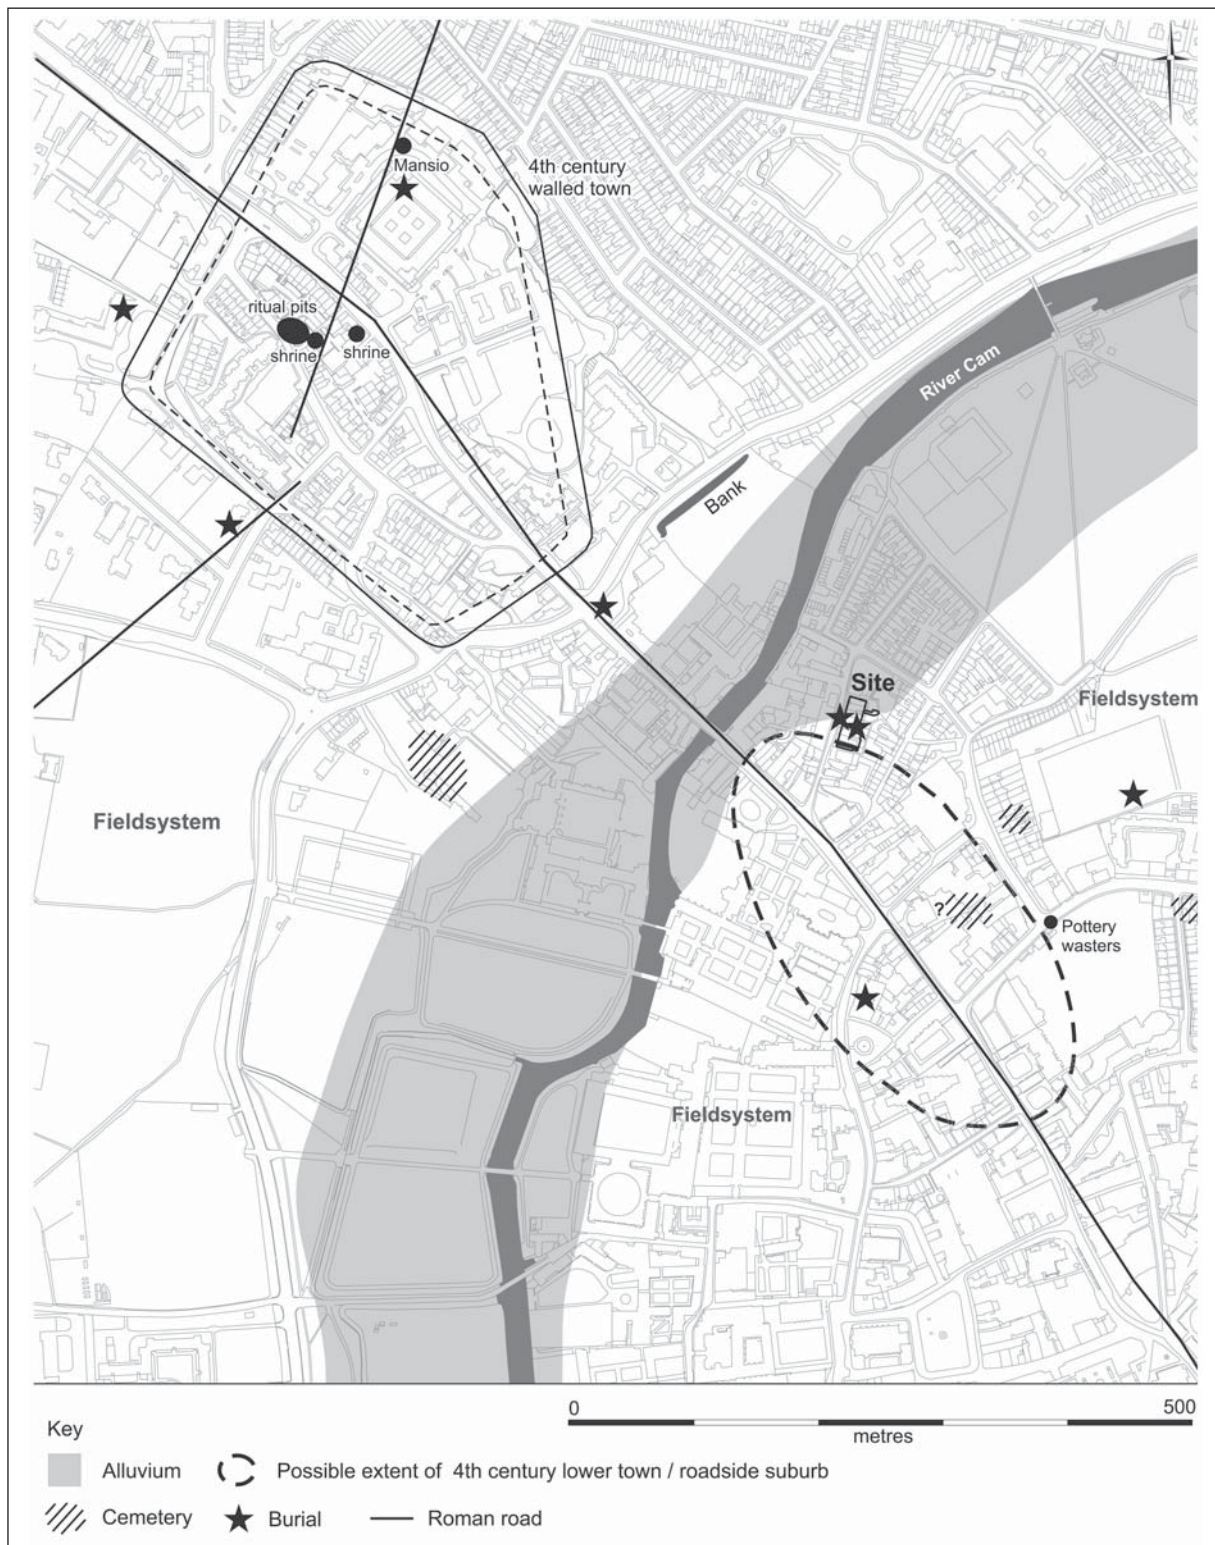 Mansio
4th century
walled town
ritual pits
shrine
shrine
River Cam
Bank
Site
Fieldsystem
Fieldsystem
?
Pottery
wasters
Fieldsystem
0
500
metres
Key
Alluvium
Possible extent of 4th century lower town / roadside suburb
Cemetery
Burial
Roman road